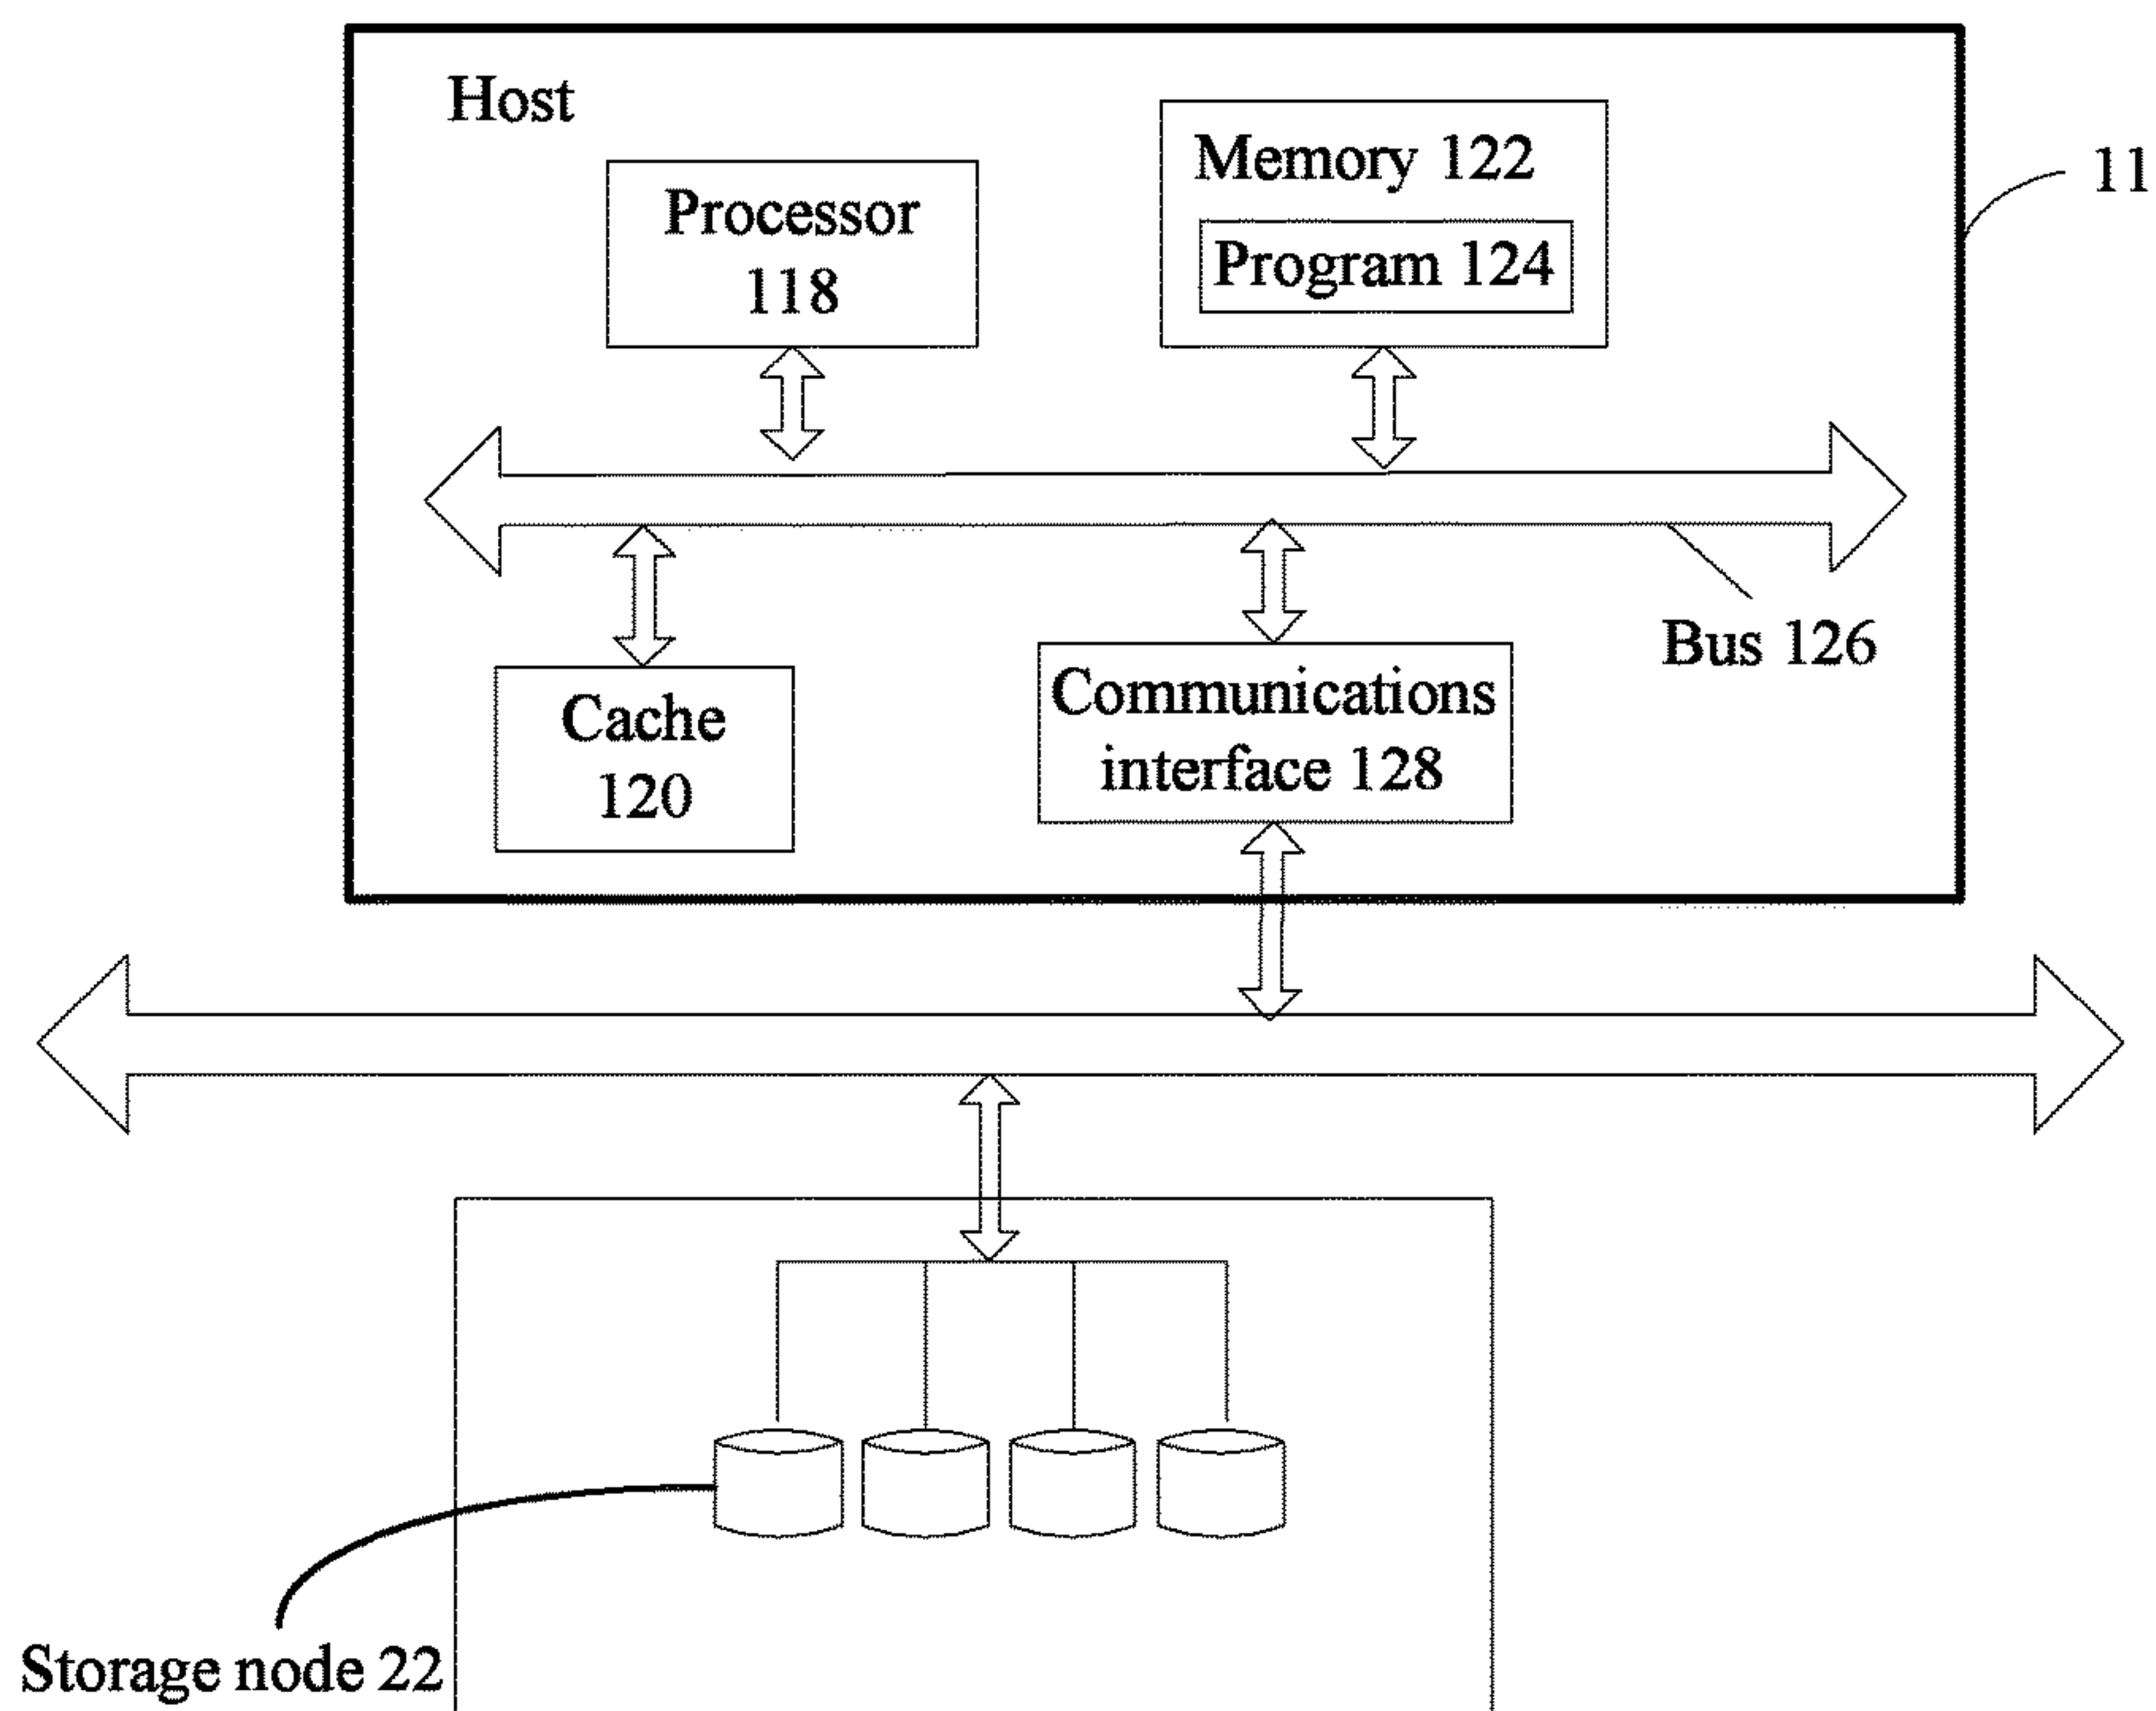 Host
Processor
118
Memory 122
Program 124
11
Bus 126
Cache
120
Communications
interface 128
Storage node 22